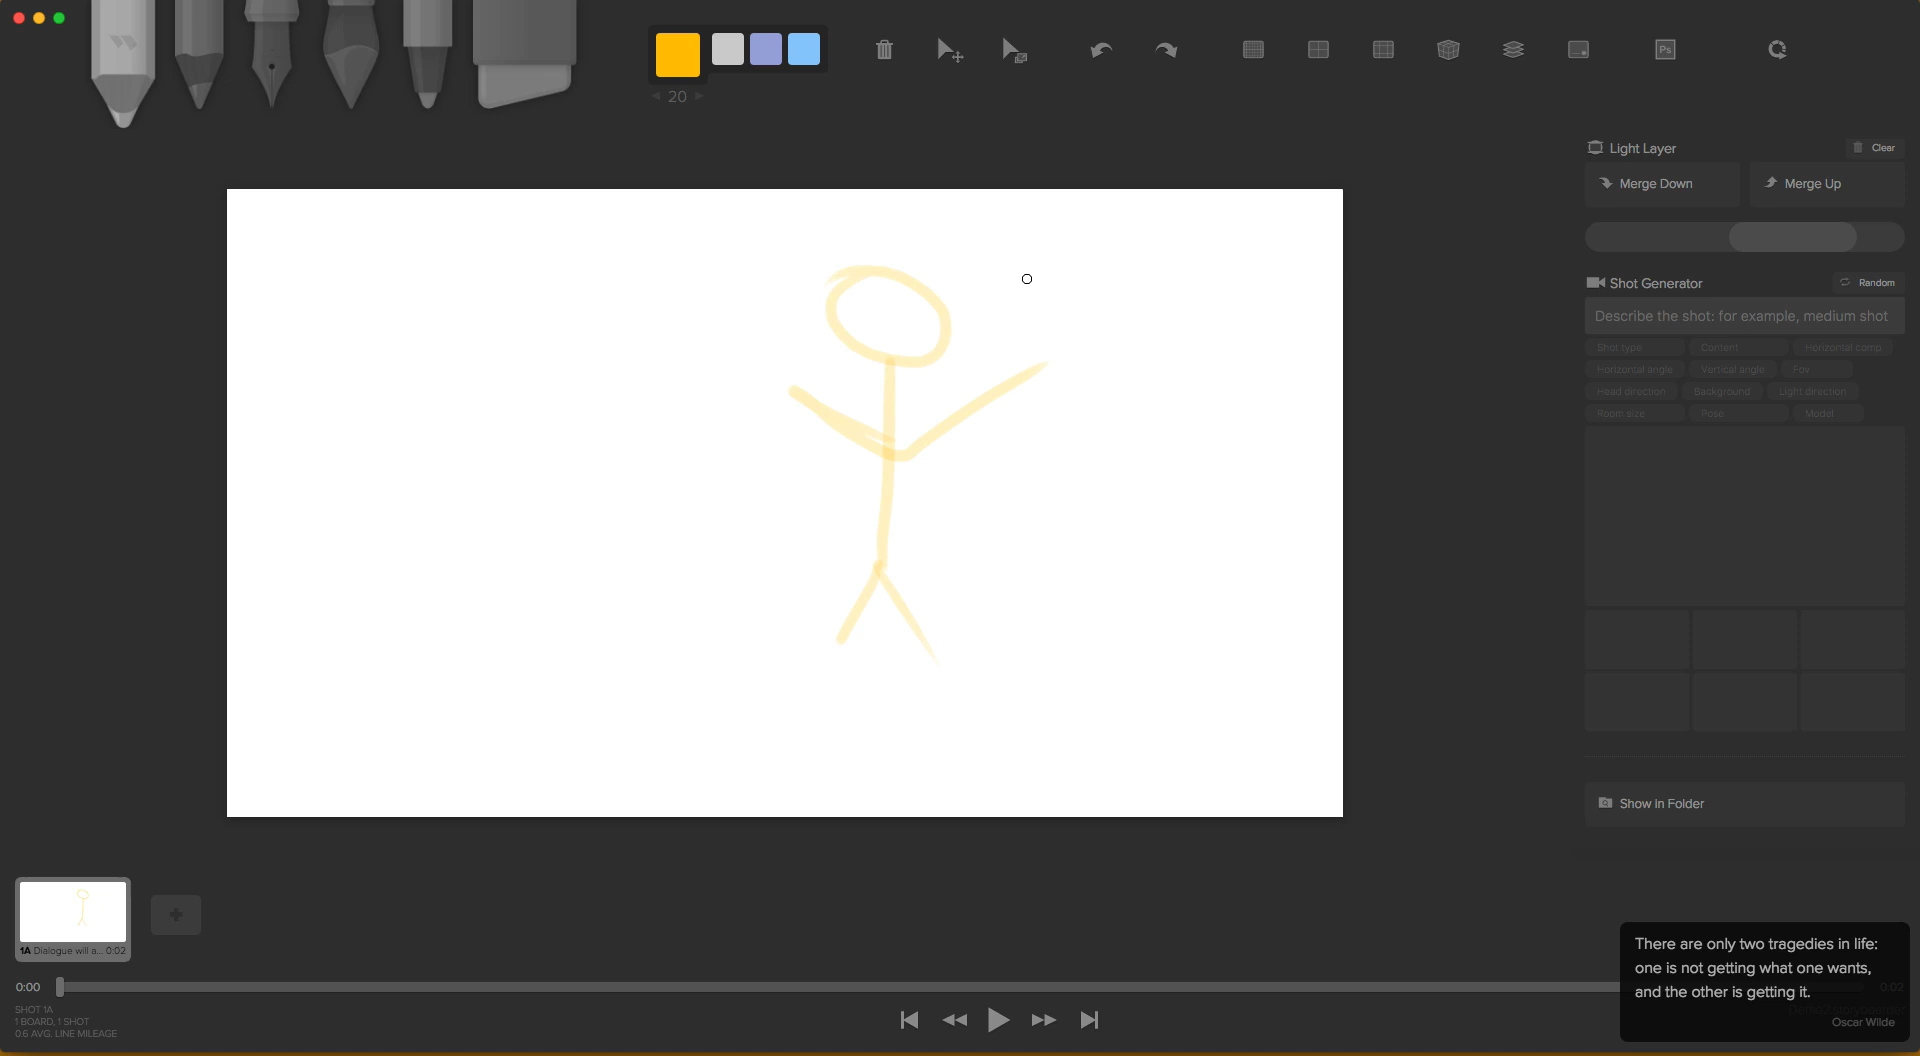 20
Ps
Light Layer
Clear
Merge Down
Merge Up
Shot Generator
Random
Describe the shot: for example, medium shot
Shot type
Content
Horizontal comp
Horizontal angle
Vertical angle
Fov
Head direction
Background
Light direction
Room size
Pose
Model
Show in Folder
1A Dialogue will a... 0:02
0:00
0:02
SHOT 1A
1 BOARD, 1 SHOT
0.6 AVG. LINE MILEAGE
There are only two tragedies in life:
one is not getting what one wants,
and the other is getting it.
Oscar Wilde